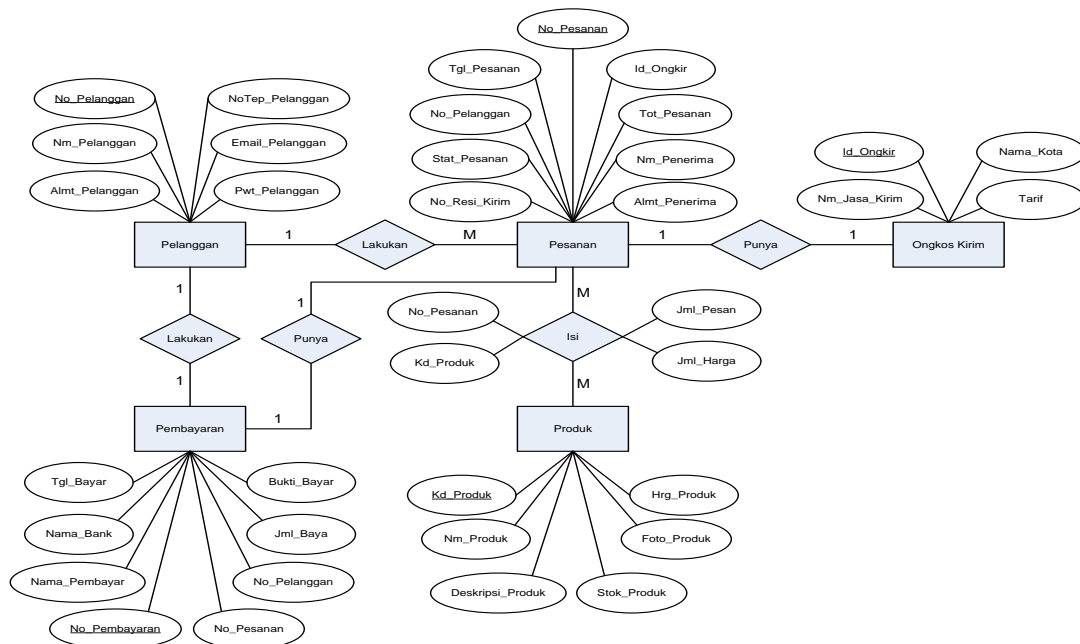 No_Pesanan
Tgl_Pesanan
Id_Ongkir
No_Pelanggan
NoTep_Pelanggan
No_Pelanggan
Tot_Pesanan
Nm_Pelanggan
Email_Pelanggan
Stat_Pesanan
Nm_Penerima
Id_Ongkir
Nama_Kota
Almt_Pelanggan
Pwt_Pelanggan
No_Resi_Kirim
Almt_Penerima
Nm_Jasa_Kirim
Tarif
Pelanggan
1
Lakukan
M
Pesanan
1
Punya
1
Ongkos Kirim
1
1
M
No_Pesanan
Jml_Pesan
Lakukan
Punya
Isi
Kd_Produk
Jml_Harga
1
M
1
Pembayaran
Produk
Tgl_Bayar
Bukti_Bayar
Kd_Produk
Hrg_Produk
Nama_Bank
Jml_Baya
Nm_Produk
Foto_Produk
Nama_Pembayar
No_Pelanggan
Deskripsi_Produk
Stok_Produk
No_Pembayaran
No_Pesanan